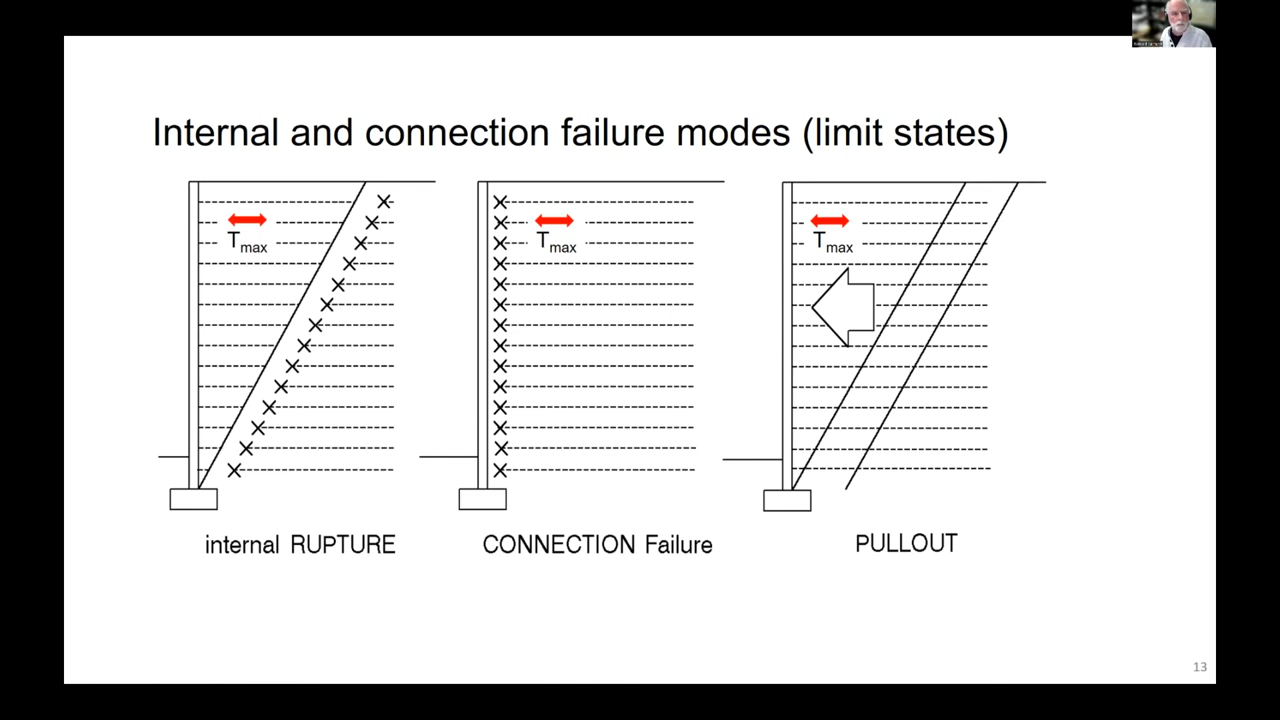 Internal and connection failure modes (limit states)
Tmax
Tmax
Tmax
internal RUPTURE
CONNECTION Failure
PULLOUT
13